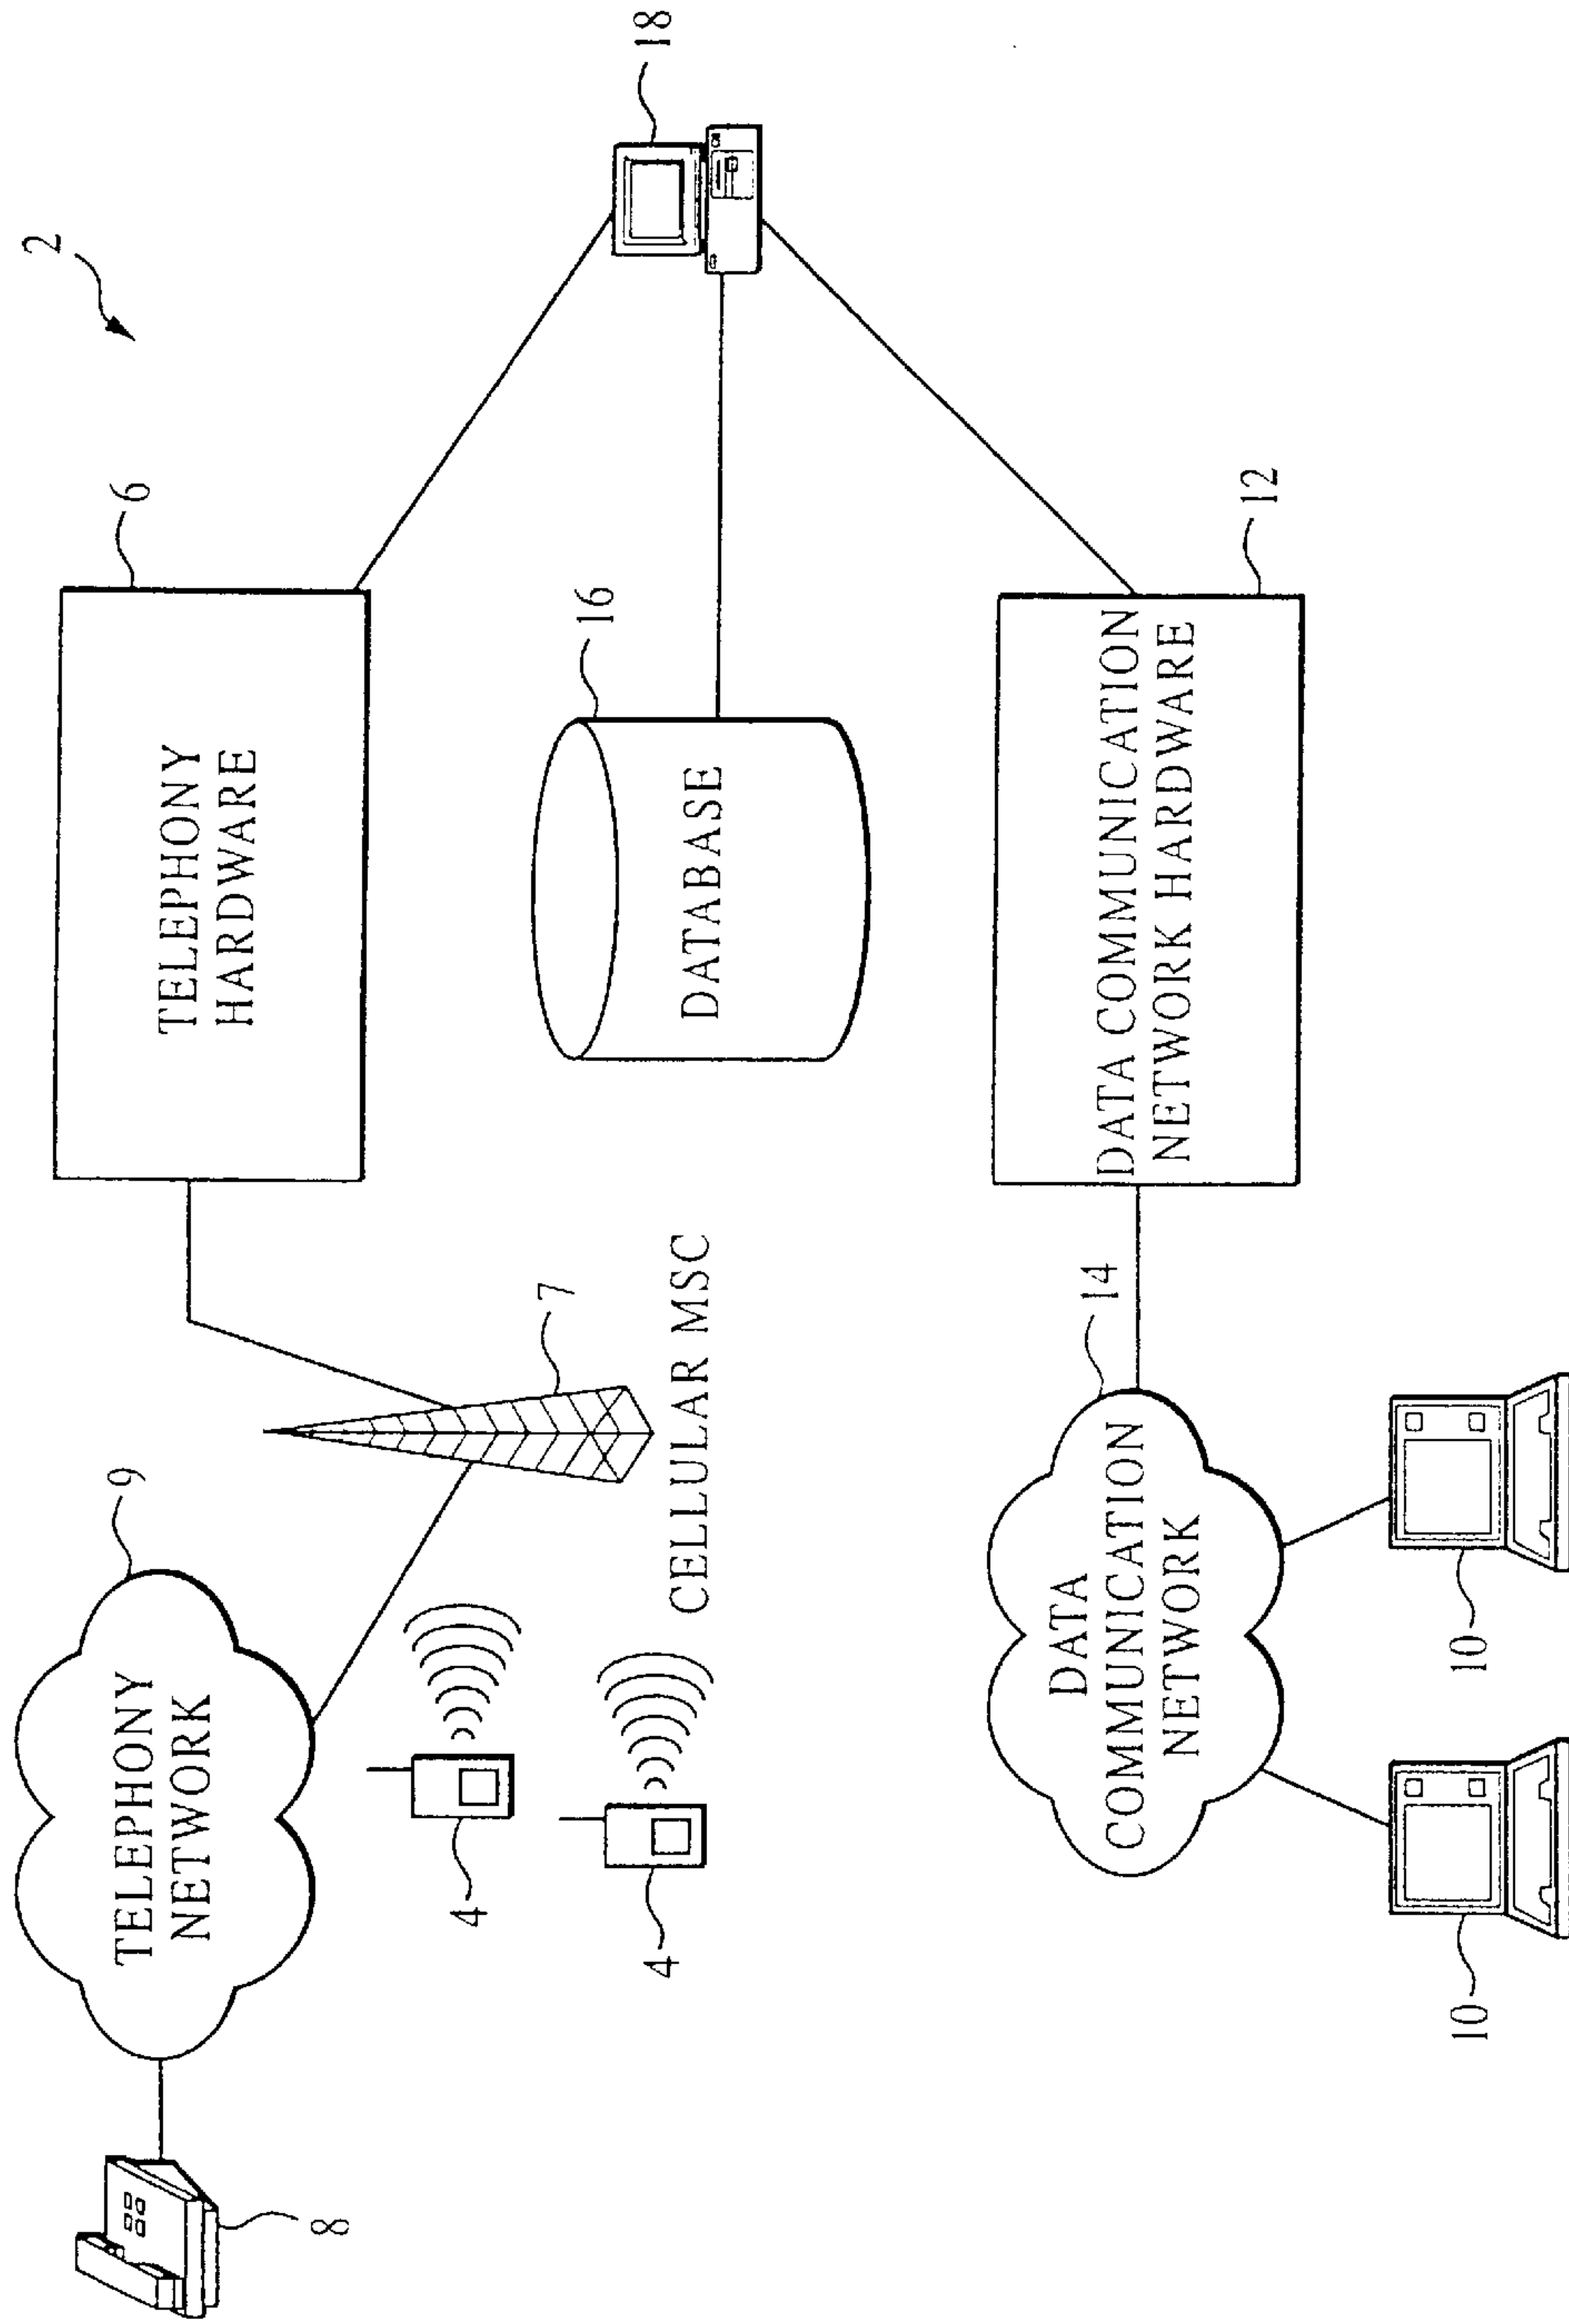 2
18
6
TELEPHONY
HARDWARE
16
DATABASE
12
DATA COMMUNICATION
NETWORK HARDWARE
9
TELEPHONY
NETWORK
7
CELLULAR MSC
8
4
4
14
DATA
COMMUNICATION
NETWORK
10
10